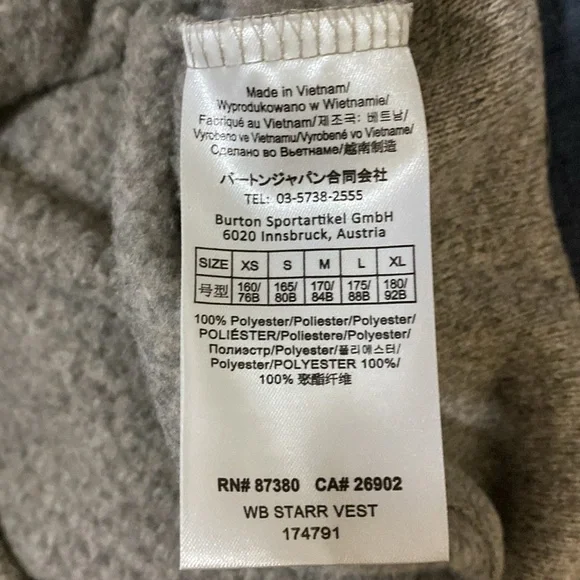 Made in Vietnam/
Wyprodukowano w Wietnamie/
Fabriqué au Vietnam/제조국: 베트남/
Vyrobeno ve Vietnamu/Vyrobené vo Vietname/
Сделано во Вьетнаме/越南制造
バートンジャパン合同会社
TEL: 03-5738-2555
Burton Sportartikel GmbH
6020 Innsbruck, Austria
SIZE XS S M L XL
号型 160/76B 165/80B 170/84B 175/88B 180/92B
100% Polyester/Poliester/Polyester/
POLIÉSTER/Poliestere/Polyester/
Полиэстр/Polyester/폴리에스터/
Polyester/POLYESTER 100%/
100% 聚酯纤维
RN# 87380 CA# 26902
WB STARR VEST
174791